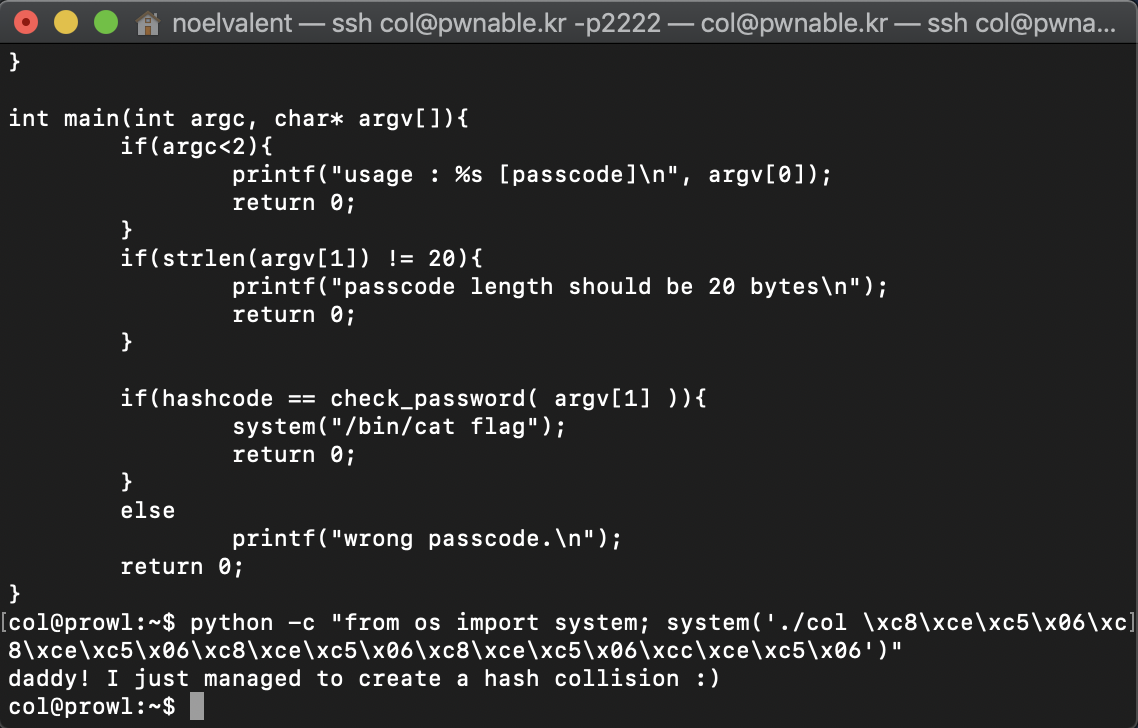 noelvalent — ssh col@pwnable.kr -p2222 — col@pwnable.kr — ssh col@pwna...
}
int main(int argc, char* argv[]){
if(argc<2){
printf("usage : %s [passcode]\n", argv[0]);
return 0;
}
if(strlen(argv[1]) != 20){
printf("passcode length should be 20 bytes\n");
return 0;
}
if(hashcode == check_password( argv[1] )){
system("/bin/cat flag");
return 0;
}
else
printf("wrong passcode.\n");
return 0;
}
[col@prowl:~$ python -c "from os import system; system('./col \xc8\xce\xc5\x06\xc]
8\xce\xc5\x06\xc8\xce\xc5\x06\xc8\xce\xc5\x06\xcc\xce\xc5\x06')"
daddy! I just managed to create a hash collision :)
col@prowl:~$